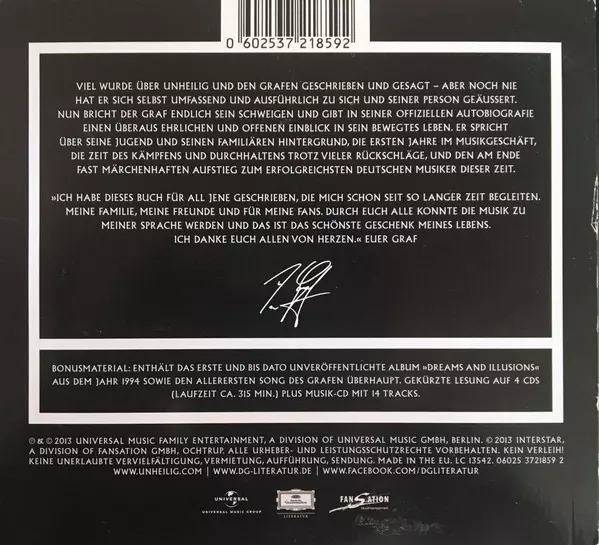 0 602537 218592
VIEL WURDE ÜBER UNHEILIG UND DEN GRAFEN GESCHRIEBEN UND GESAGT – ABER NOCH NIE
HAT ER SICH SELBST UMFASSEND UND AUSFÜHRLICH ZU SICH UND SEINER PERSON GEÄUSSERT.
NUN BRICHT DER GRAF ENDLICH SEIN SCHWEIGEN UND GIBT IN SEINER OFFIZIELLEN AUTOBIOGRAFIE
EINEN ÜBERAUS EHRLICHEN UND OFFENEN EINBLICK IN SEIN BEWEGTES LEBEN. ER SPRICHT
ÜBER SEINE JUGEND UND SEINEN FAMILIÄREN HINTERGRUND, DIE ERSTEN JAHRE IM MUSIKGESCHÄFT,
DIE ZEIT DES KÄMPFENS UND DURCHHALTENS TROTZ VIELER RÜCKSCHLÄGE, UND DEN AM ENDE
FAST MÄRCHENHAFTEN AUFSTIEG ZUM ERFOLGREICHSTEN DEUTSCHEN MUSIKER DIESER ZEIT.
»ICH HABE DIESES BUCH FÜR ALL JENE GESCHRIEBEN, DIE MICH SCHON SEIT SO LANGER ZEIT BEGLEITEN.
MEINE FAMILIE, MEINE FREUNDE UND FÜR MEINE FANS. DURCH EUCH ALLE KONNTE DIE MUSIK ZU
MEINER SPRACHE WERDEN UND DAS IST DAS SCHÖNSTE GESCHENK MEINES LEBENS.
ICH DANKE EUCH ALLEN VON HERZEN.« EUER GRAF
BONUSMATERIAL: ENTHÄLT DAS ERSTE UND BIS DATO UNVERÖFFENTLICHTE ALBUM »DREAMS AND ILLUSIONS«
AUS DEM JAHR 1994 SOWIE DEN ALLERERSTEN SONG DES GRAFEN ÜBERHAUPT. GEKÜRZTE LESUNG AUF 4 CDS
(LAUFZEIT CA. 315 MIN.) PLUS MUSIK-CD MIT 14 TRACKS.
℗ & © 2013 UNIVERSAL MUSIC FAMILY ENTERTAINMENT, A DIVISION OF UNIVERSAL MUSIC GMBH, BERLIN. © 2013 INTERSTAR,
A DIVISION OF FANSATION GMBH, OCHTRUP. ALLE URHEBER- UND LEISTUNGSSCHUTZRECHTE VORBEHALTEN. KEIN VERLEIH!
KEINE UNERLAUBTE VERVIELFÄLTIGUNG, VERMIETUNG, AUFFÜHRUNG, SENDUNG. MADE IN THE EU. LC 13542. 06025 3721859 2
WWW.UNHEILIG.COM | WWW.DG-LITERATUR.DE | WWW.FACEBOOK.COM/DGLITERATUR
UNIVERSAL
UNIVERSAL MUSIC GROUP
LITERATUR
FANSATION